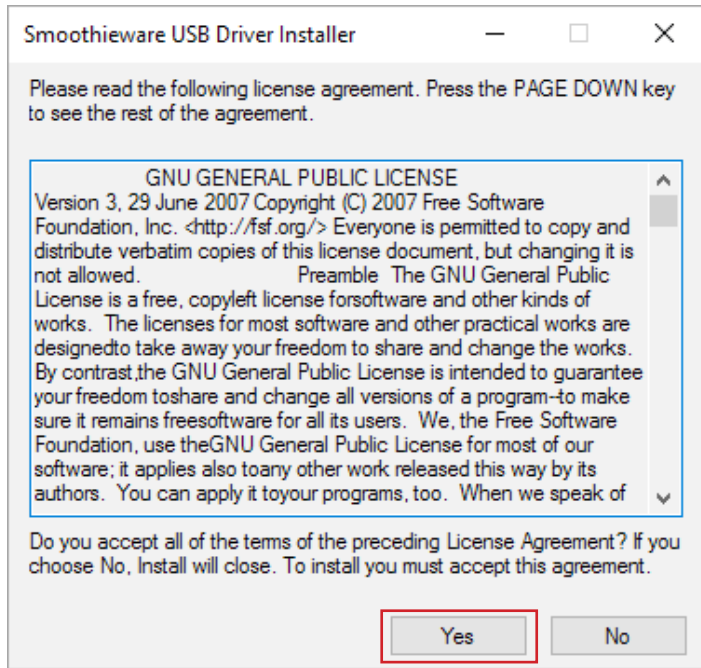 Smoothieware USB Driver Installer
Please read the following license agreement. Press the PAGE DOWN key
to see the rest of the agreement.
GNU GENERAL PUBLIC LICENSE
Version 3, 29 June 2007 Copyright (C) 2007 Free Software
Foundation, Inc. <http://fsf.org/> Everyone is permitted to copy and
distribute verbatim copies of this license document, but changing it is
not allowed. Preamble The GNU General Public
License is a free, copyleft license forsoftware and other kinds of
works. The licenses for most software and other practical works are
designedto take away your freedom to share and change the works.
By contrast,the GNU General Public License is intended to guarantee
your freedom toshare and change all versions of a program--to make
sure it remains freesoftware for all its users. We, the Free Software
Foundation, use theGNU General Public License for most of our
software; it applies also toany other work released this way by its
authors. You can apply it toyour programs, too. When we speak of
Do you accept all of the terms of the preceding License Agreement? If you
choose No, Install will close. To install you must accept this agreement.
Yes
No